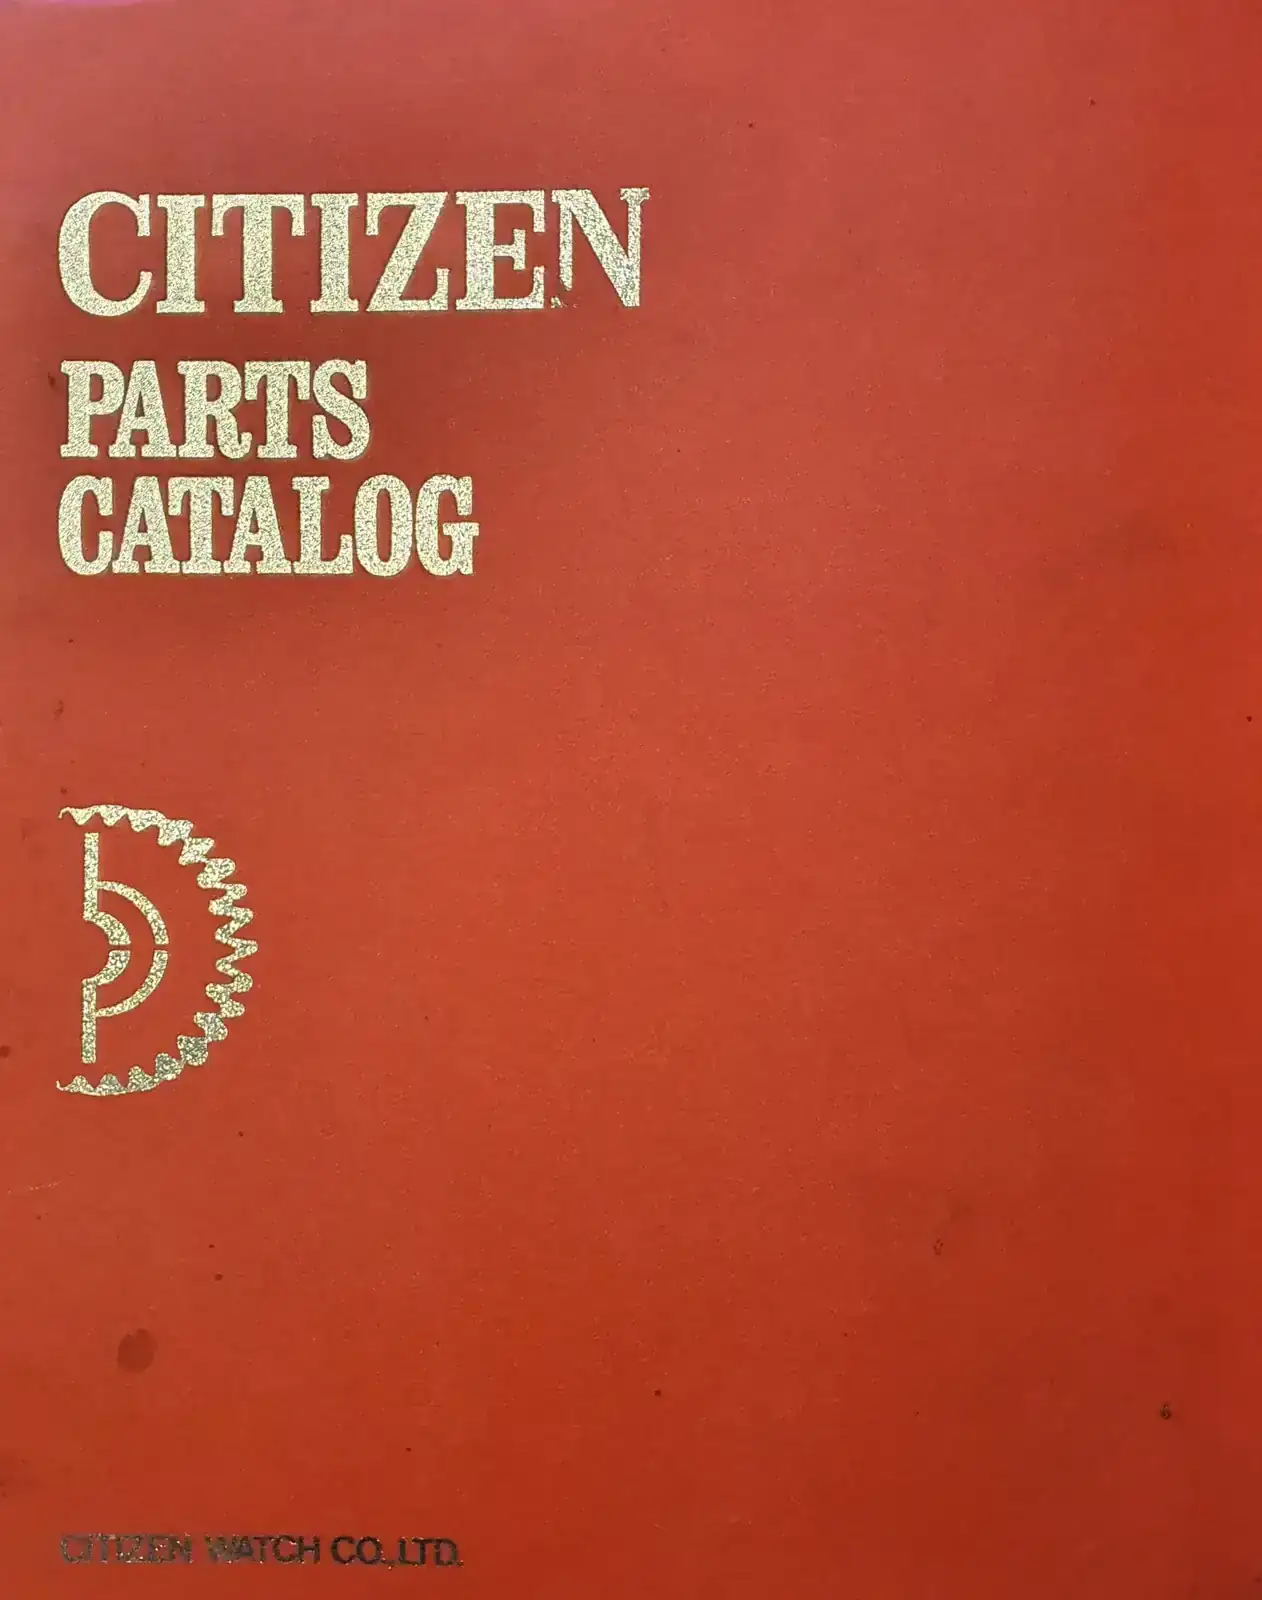 CITIZEN
PARTS
CATALOG
CITIZEN WATCH CO.,LTD.